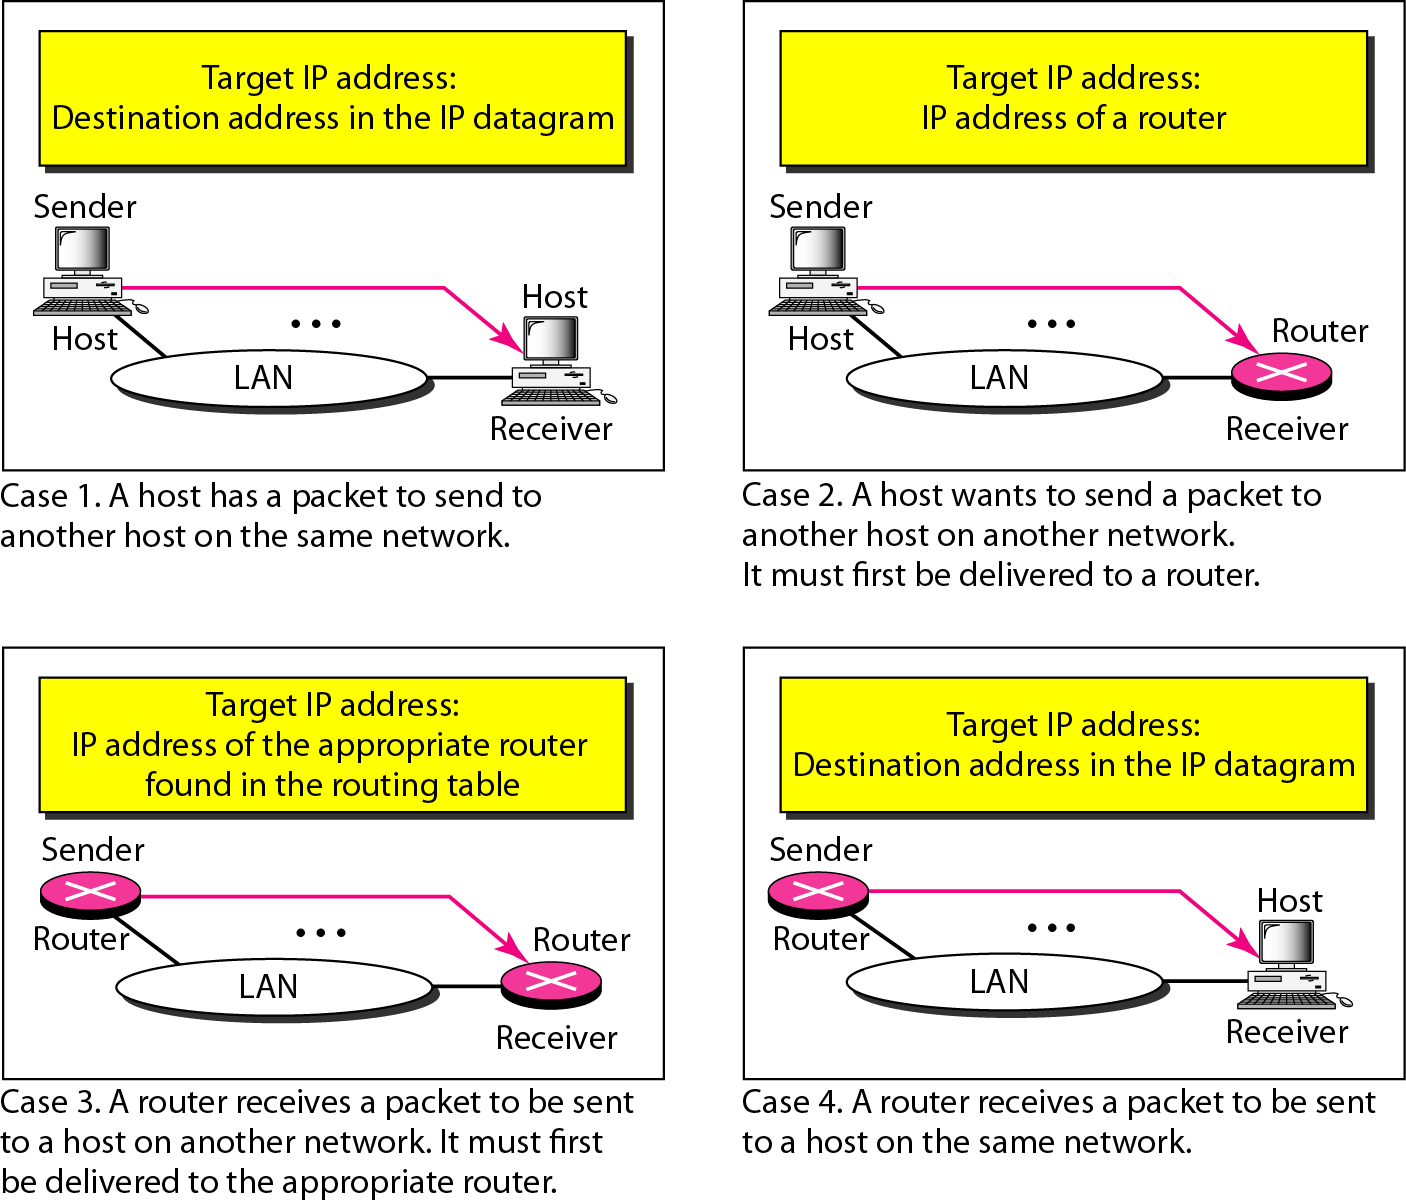 Target IP address:
Destination address in the IP datagram
Sender
Host
Host
LAN
Receiver
Case 1. A host has a packet to send to
another host on the same network.
Target IP address:
IP address of a router
Sender
Host
Router
LAN
Receiver
Case 2. A host wants to send a packet to
another host on another network.
It must first be delivered to a router.
Target IP address:
IP address of the appropriate router
found in the routing table
Sender
Router
Router
LAN
Receiver
Case 3. A router receives a packet to be sent
to a host on another network. It must first
be delivered to the appropriate router.
Target IP address:
Destination address in the IP datagram
Sender
Host
Router
LAN
Receiver
Case 4. A router receives a packet to be sent
to a host on the same network.